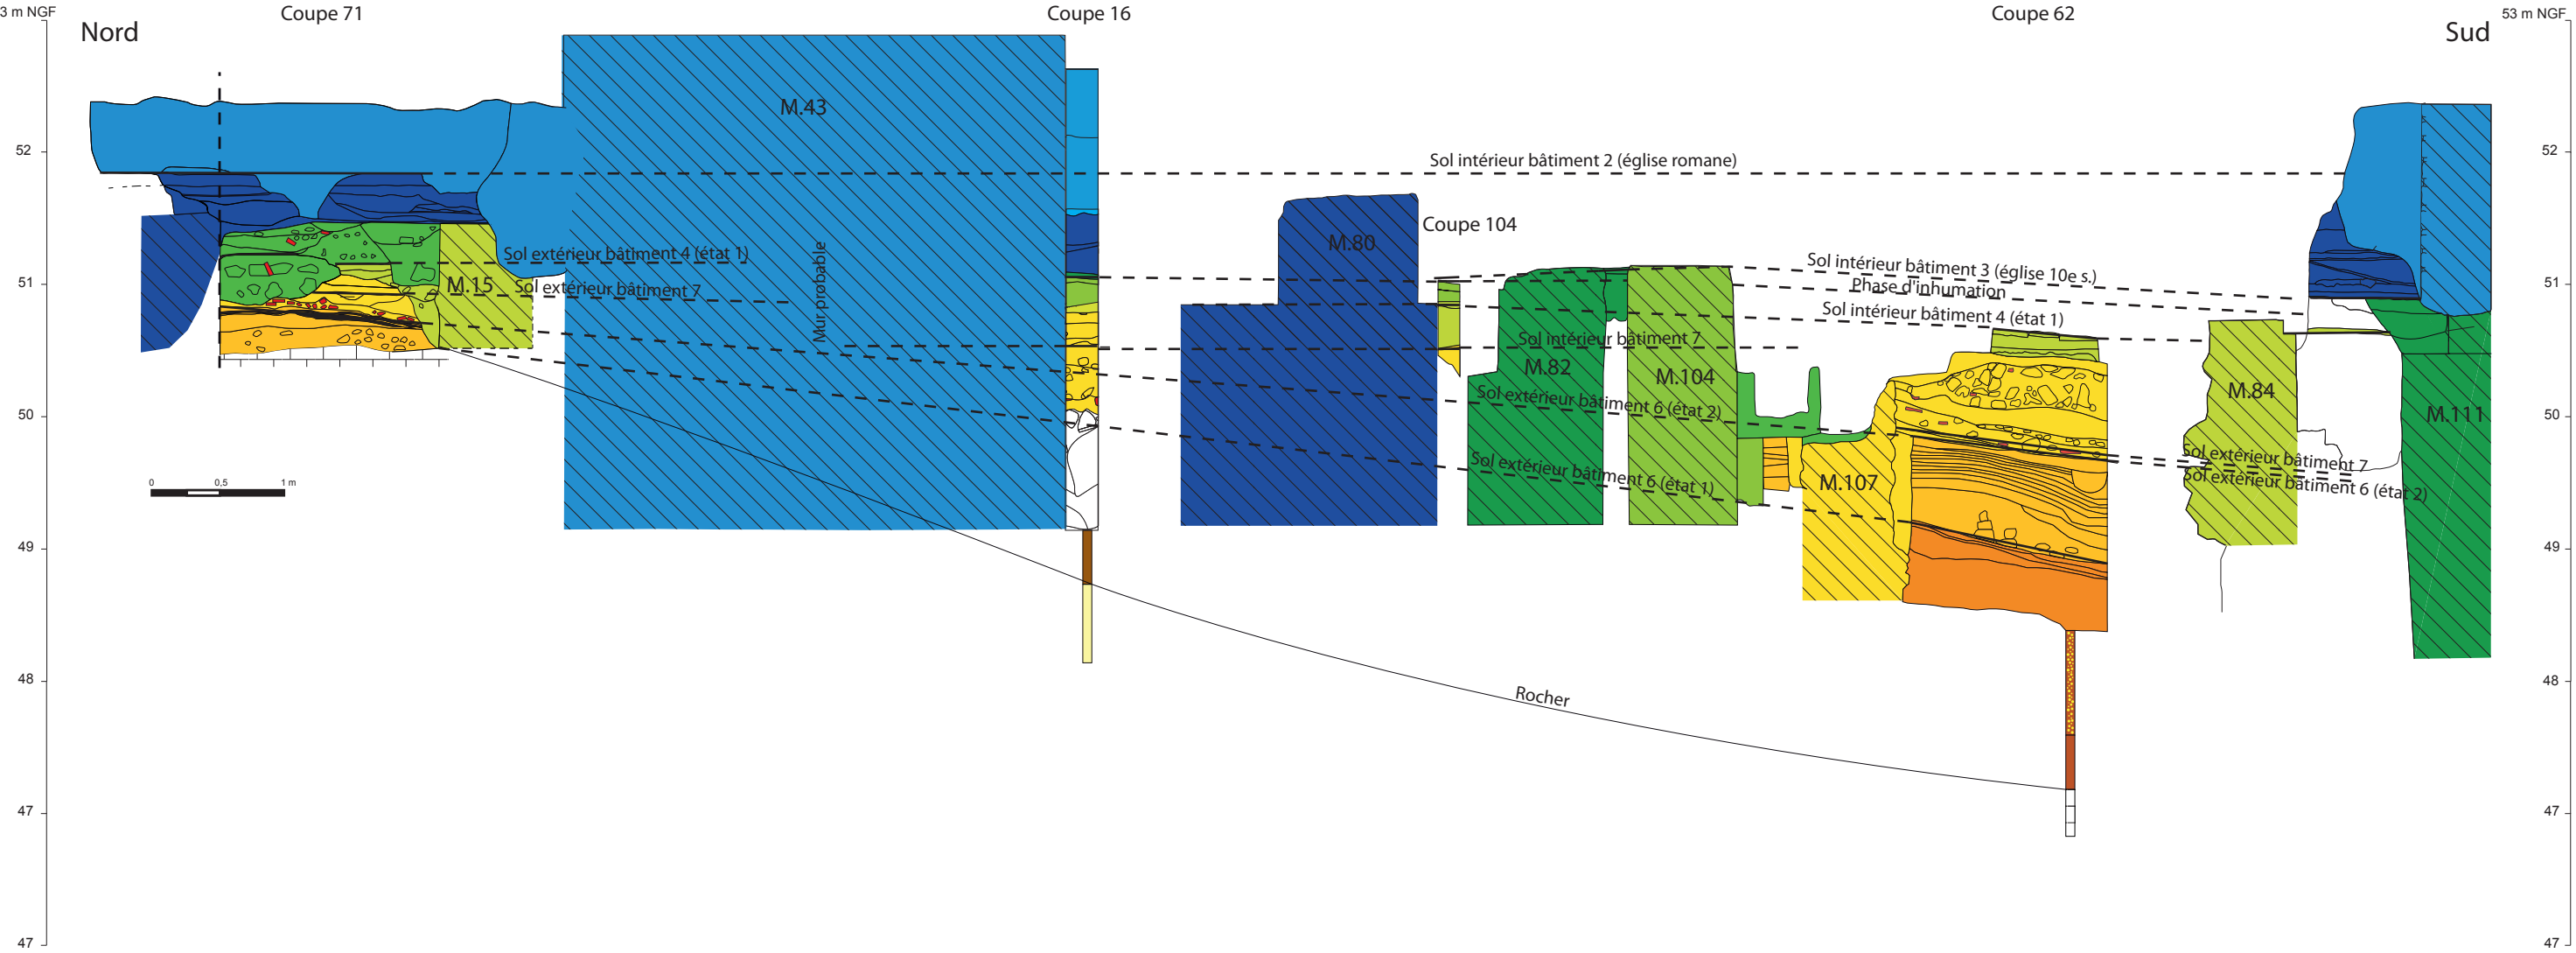 3 m NGF
Coupe 71
Coupe 16
Coupe 62
53 m NGF
Nord
Sud
M.43
52
Sol intérieur bâtiment 2 (église romane)
52
Coupe 104
M.80
Mur probable
Sol extérieur bâtiment 4 (état 1)
Sol intérieur bâtiment 3 (église 10e s.)
51
M.15
Sol extérieur bâtiment 7
Phase d'inhumation
51
Sol intérieur bâtiment 4 (état 1)
Sol intérieur bâtiment 7
M.82
M.104
M.84
50
Sol extérieur bâtiment 6 (état 2)
M.111
50
Sol extérieur bâtiment 7
Sol extérieur bâtiment 6 (état 1)
M.107
Sol extérieur bâtiment 6 (état 2)
0
0,5
1 m
49
49
48
Rocher
48
47
47
47
47